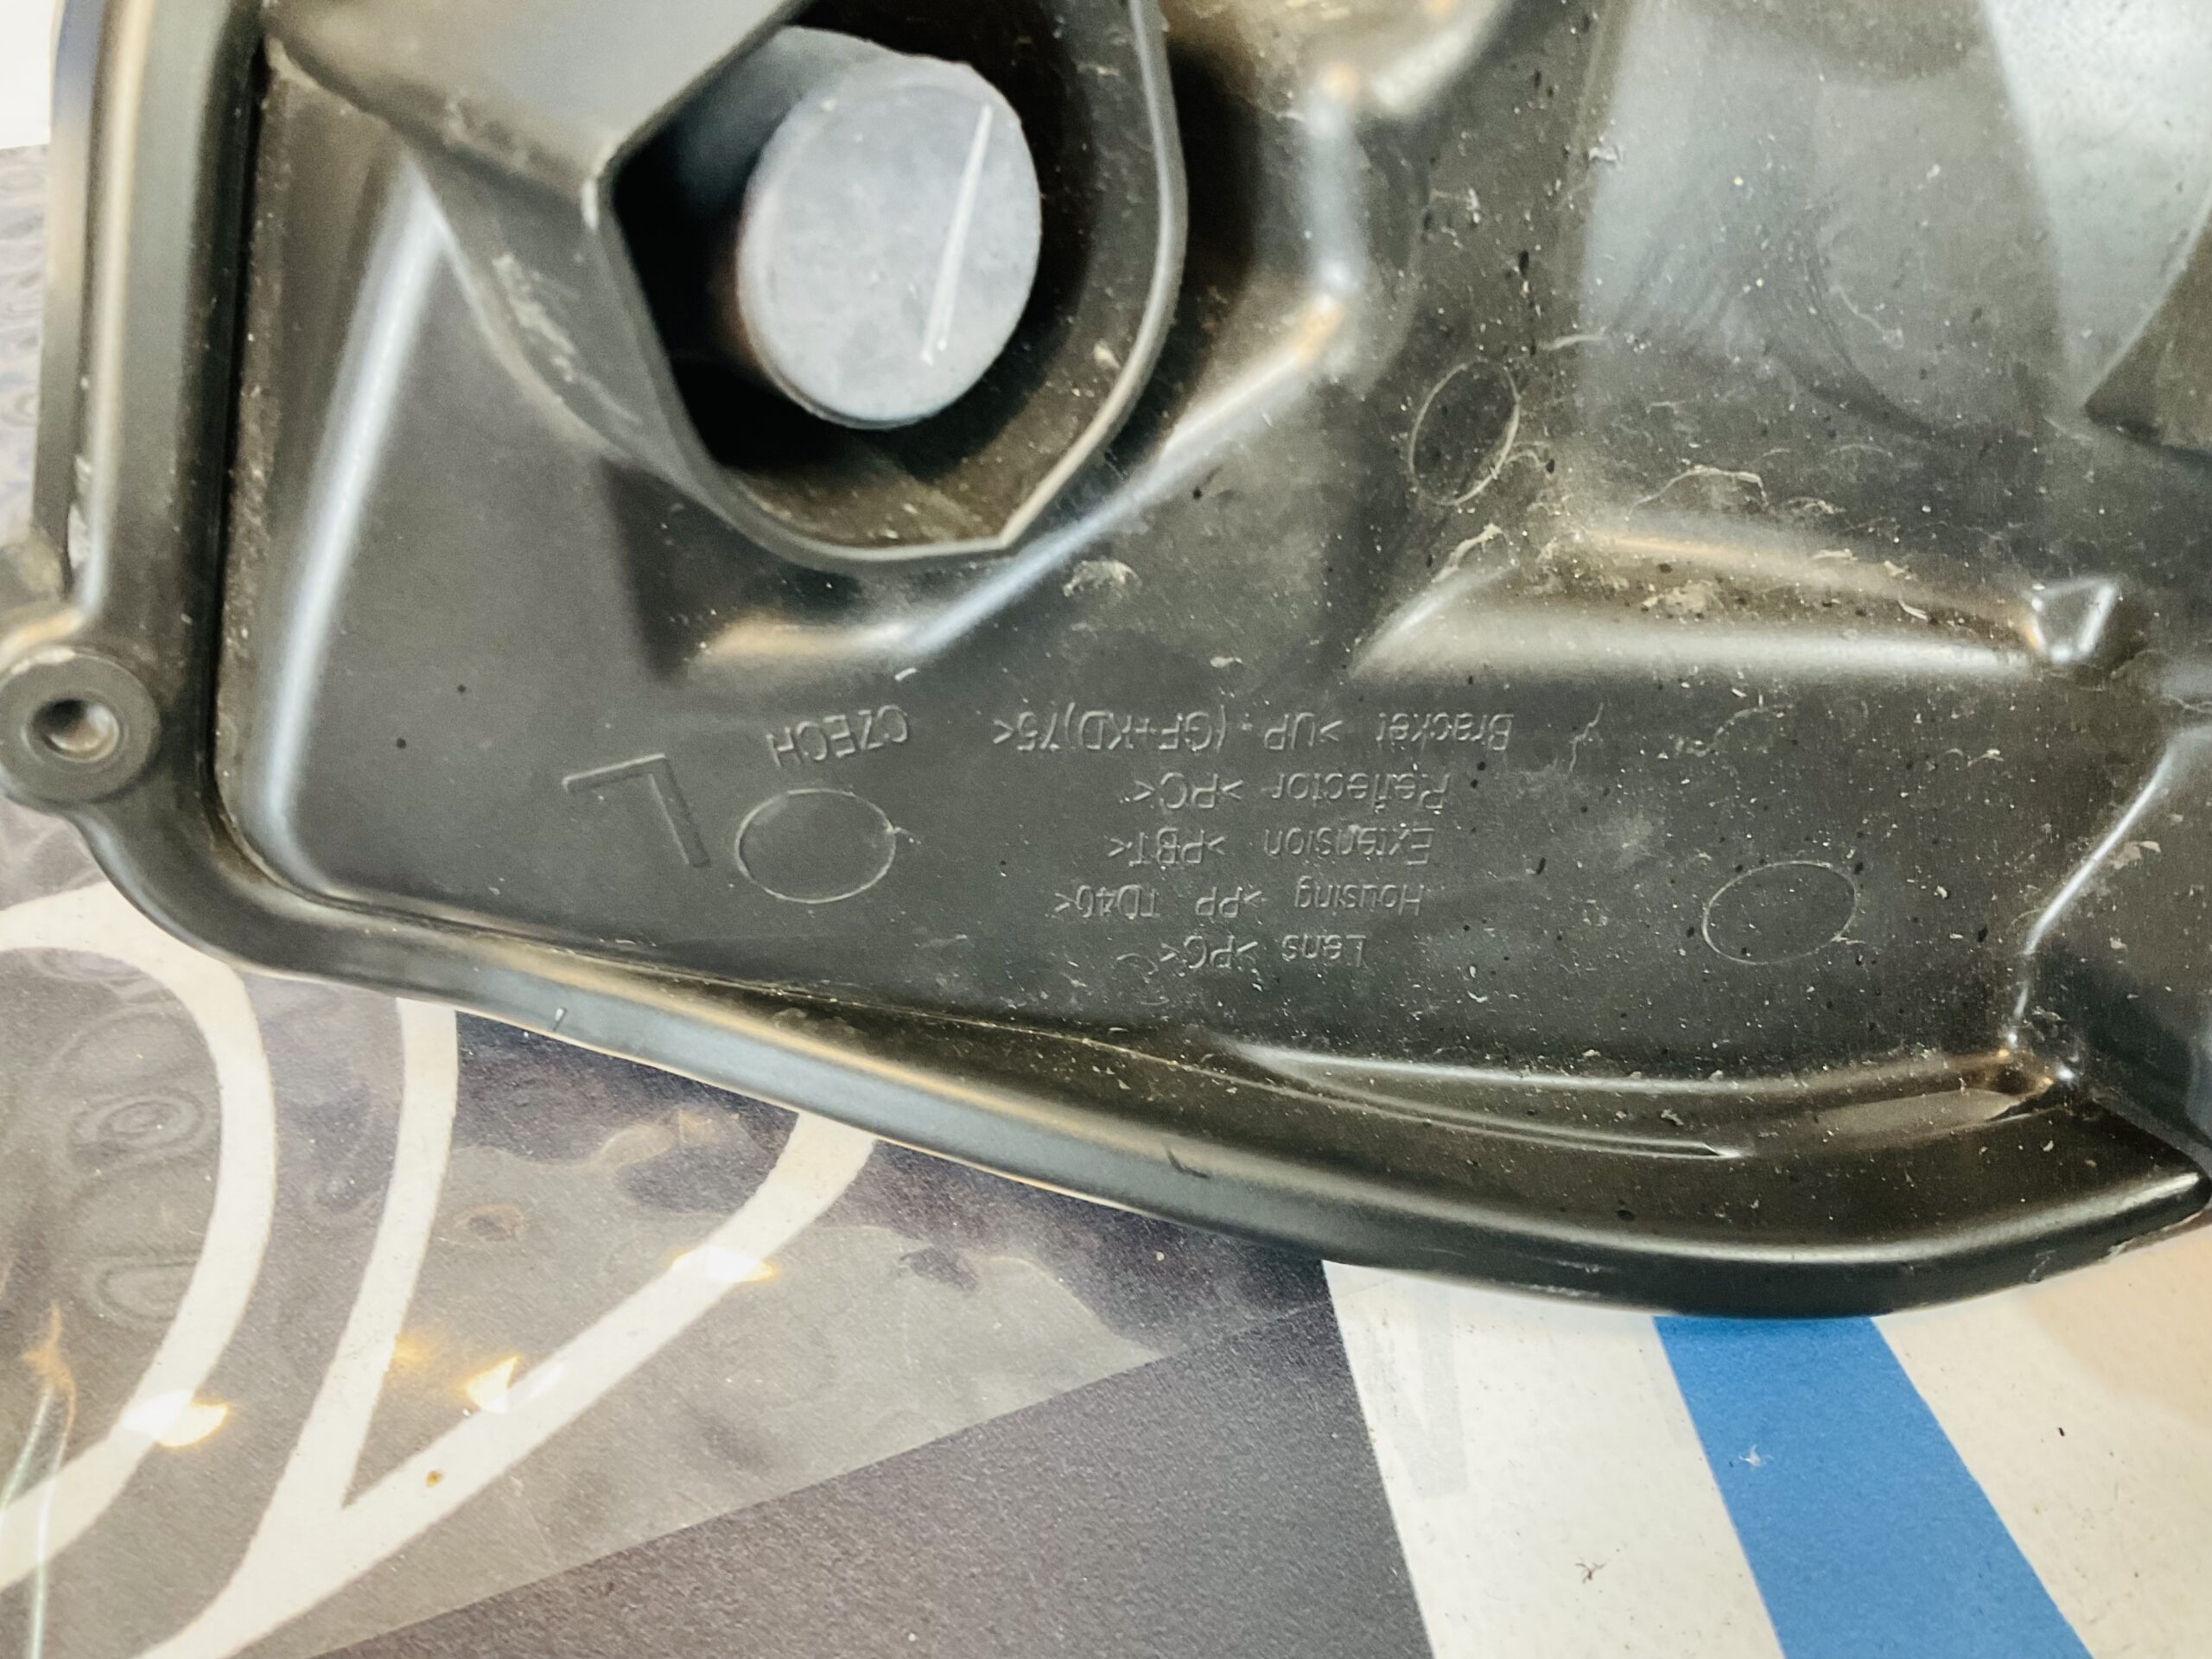 Lens >PC<
Housing >PP TD40<
Extension >PBT<
Reflector >PC<
Bracket >UP-(GF+KD)75<
L
CZECH